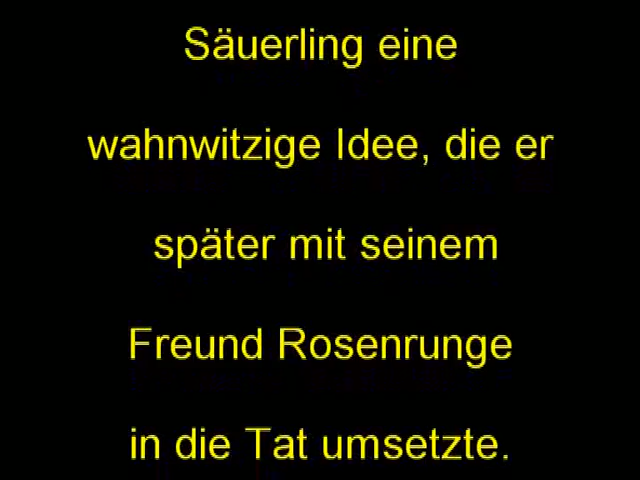 Säuerling eine
wahnwitzige Idee, die er
später mit seinem
Freund Rosenrunge
in die Tat umsetzte.